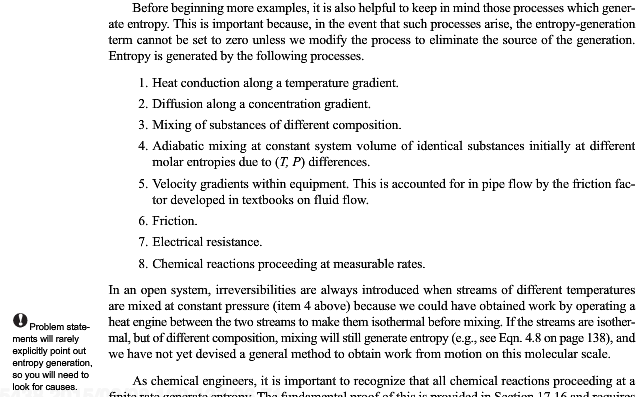 Before beginning more examples, it is also helpful to keep in mind those processes which gener-
ate entropy. This is important because, in the event that such processes arise, the entropy-generation
term cannot be set to zero unless we modify the process to eliminate the source of the generation.
Entropy is generated by the following processes.
1. Heat conduction along a temperature gradient.
2. Diffusion along a concentration gradient.
3. Mixing of substances of different composition.
4. Adiabatic mixing at constant system volume of identical substances initially at different
molar entropies due to (T, P) differences.
5. Velocity gradients within equipment. This is accounted for in pipe flow by the friction fac-
tor developed in textbooks on fluid flow.
6. Friction.
7. Electrical resistance.
8. Chemical reactions proceeding at measurable rates.
In an open system, irreversibilities are always introduced when streams of different temperatures
are mixed at constant pressure (item 4 above) because we could have obtained work by operating a
heat engine between the two streams to make them isothermal before mixing. If the streams are isother-
mal, but of different composition, mixing will still generate entropy (e.g., see Eqn. 4.8 on page 138), and
we have not yet devised a general method to obtain work from motion on this molecular scale.
! Problem state-
ments will rarely
explicitly point out
entropy generation,
so you will need to
look for causes.
As chemical engineers, it is important to recognize that all chemical reactions proceeding at a
finite rate generate entropy. The fundamental proof of this is provided in Section 17.16 and requires